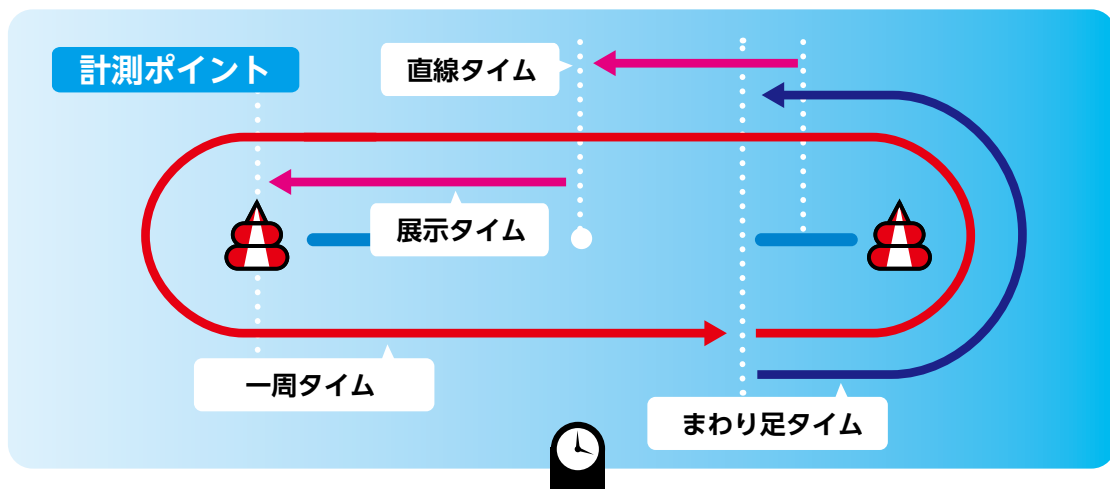 計測ポイント
直線タイム
展示タイム
一周タイム
まわり足タイム